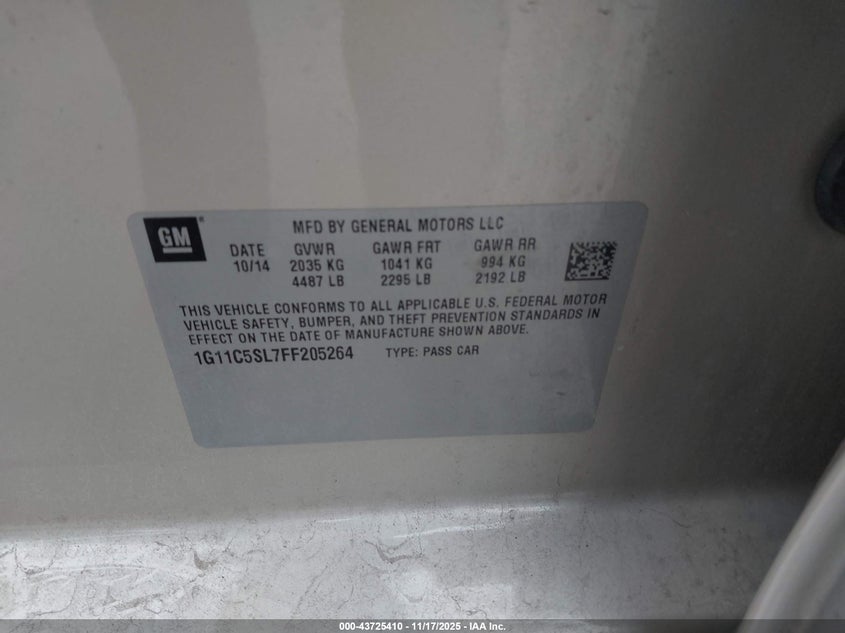 GM ®
MFD BY GENERAL MOTORS LLC
DATE GVWR GAWR FRT GAWR RR
10/14 2035 KG 1041 KG 994 KG
4487 LB 2295 LB 2192 LB
THIS VEHICLE CONFORMS TO ALL APPLICABLE U.S. FEDERAL MOTOR
VEHICLE SAFETY, BUMPER, AND THEFT PREVENTION STANDARDS IN
EFFECT ON THE DATE OF MANUFACTURE SHOWN ABOVE.
1G11C5SL7FF205264 TYPE: PASS CAR
000-43725410 - 11/17/2025 - IAA Inc.